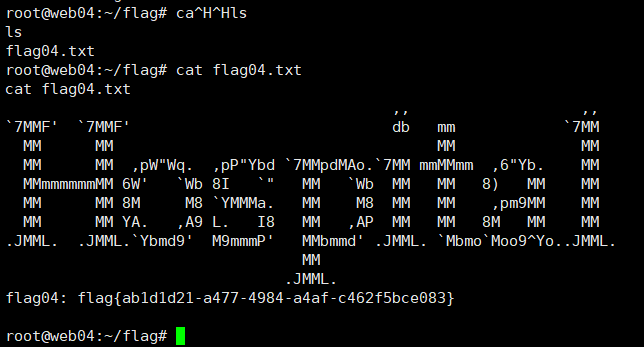 root@web04:~/flag# ca^H^Hls
ls
flag04.txt
root@web04:~/flag# cat flag04.txt
cat flag04.txt
                                           ,,                  ,,
`7MMF'  `7MMF'                             db   mm           `7MM
  MM      MM                                    MM             MM
  MM      MM  ,pW"Wq.  ,pP"Ybd `7MMpdMAo.`7MM mmMMmm  ,6"Yb.   MM
  MMmmmmmmMM 6W'   `Wb 8I   `"   MM   `Wb  MM   MM   8)   MM   MM
  MM      MM 8M     M8 `YMMMa.   MM    M8  MM   MM    ,pm9MM   MM
  MM      MM YA.   ,A9 L.   I8   MM   ,AP  MM   MM   8M   MM   MM
.JMML.  .JMML.`Ybmd9'  M9mmmP'   MMbmmd' .JMML. `Mbmo`Moo9^Yo..JMML.
                                 MM
                               .JMML.
flag04: flag{ab1d1d21-a477-4984-a4af-c462f5bce083}
root@web04:~/flag#